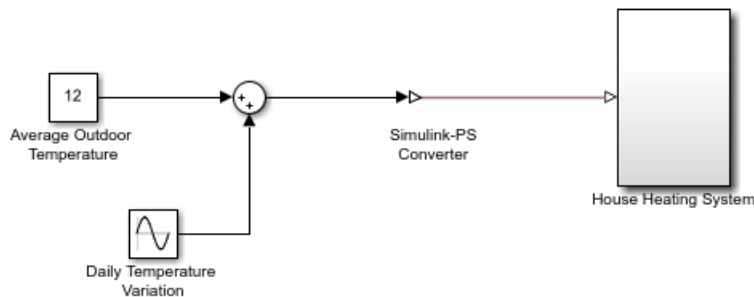 12
Average Outdoor
Temperature
Simulink-PS
Converter
House Heating System
Daily Temperature
Variation